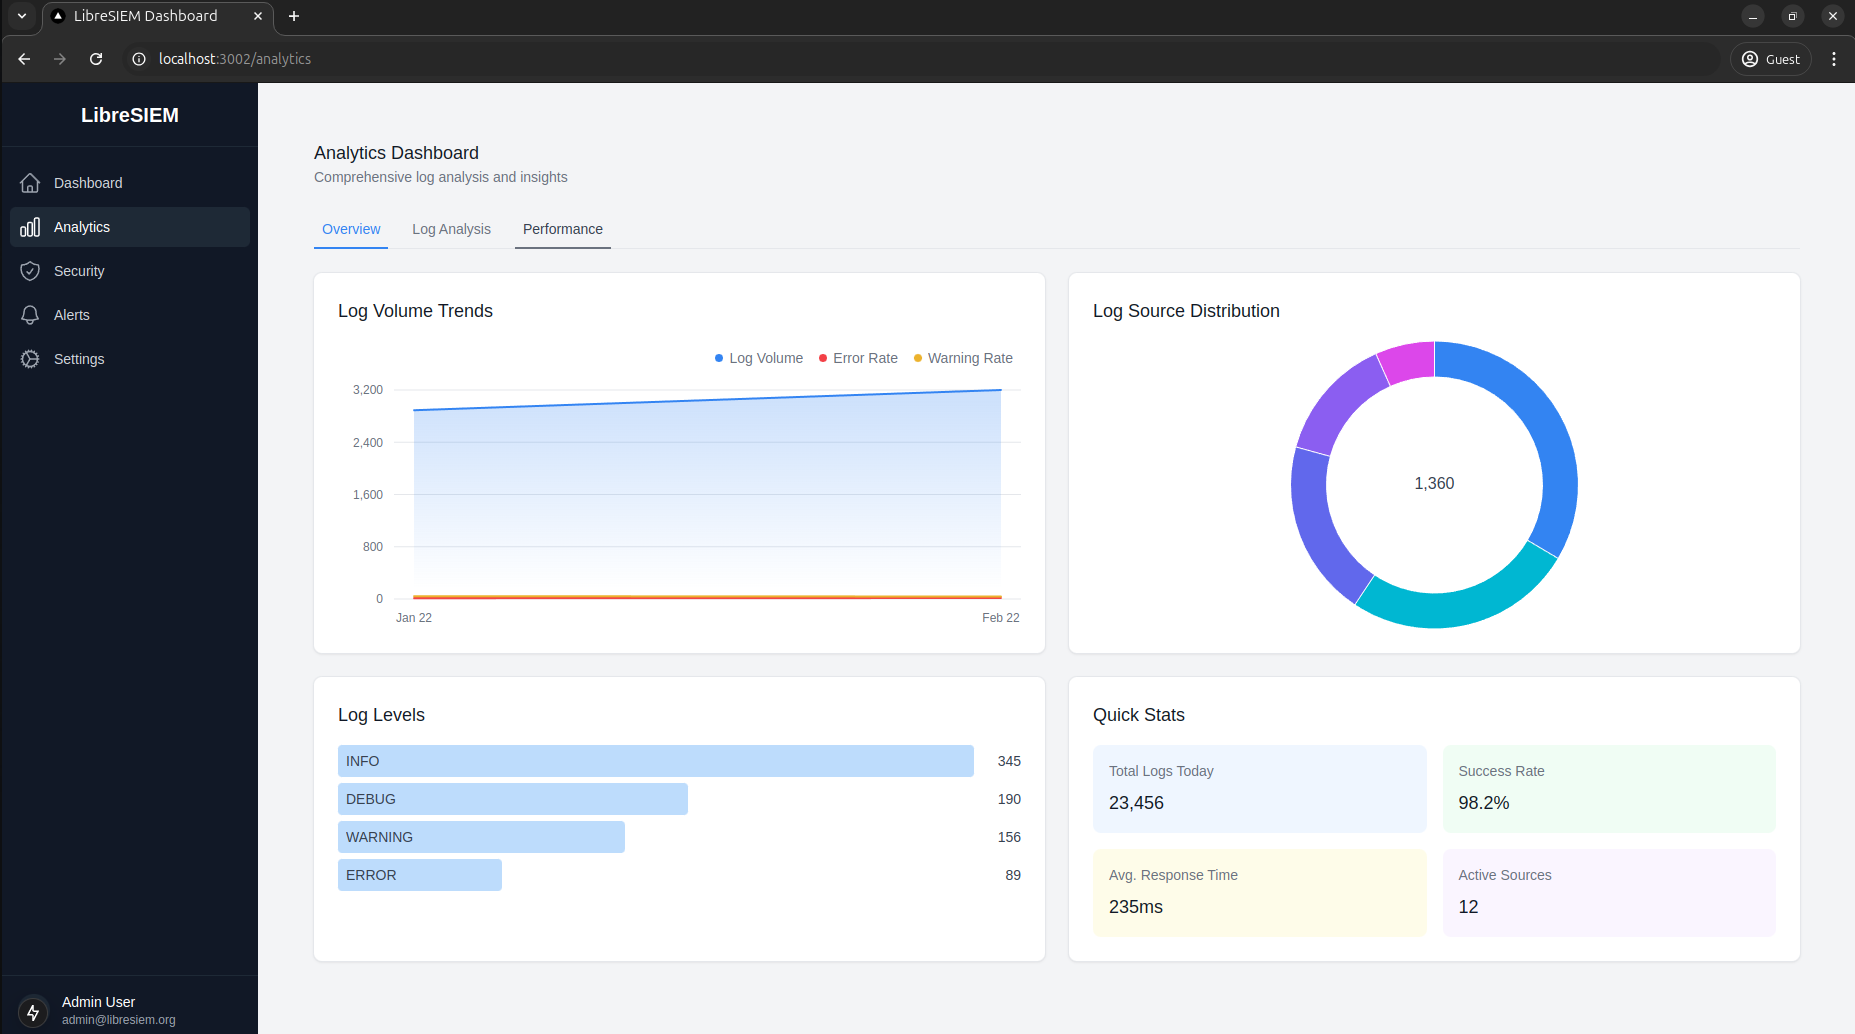 LibreSIEM Dashboard
localhost:3002/analytics
Guest
LibreSIEM
Dashboard
Analytics
Security
Alerts
Settings
Admin User
admin@libresiem.org
Analytics Dashboard
Comprehensive log analysis and insights
Overview Log Analysis Performance
Log Volume Trends
Log Volume Error Rate Warning Rate
3,200
2,400
1,600
800
0
Jan 22 Feb 22
Log Source Distribution
1,360
Log Levels
INFO 345
DEBUG 190
WARNING 156
ERROR 89
Quick Stats
Total Logs Today
23,456
Success Rate
98.2%
Avg. Response Time
235ms
Active Sources
12